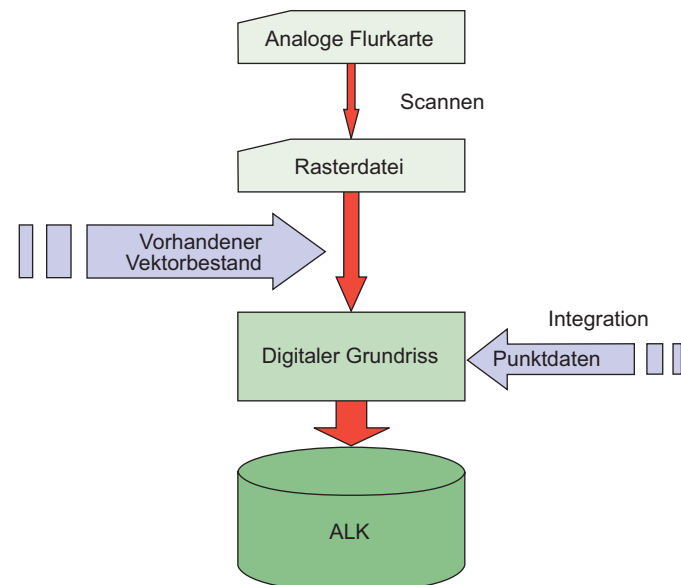 Analoge Flurkarte
Scannen
Rasterdatei
Vorhandener
Vektorbestand
Integration
Digitaler Grundriss
Punktdaten
ALK